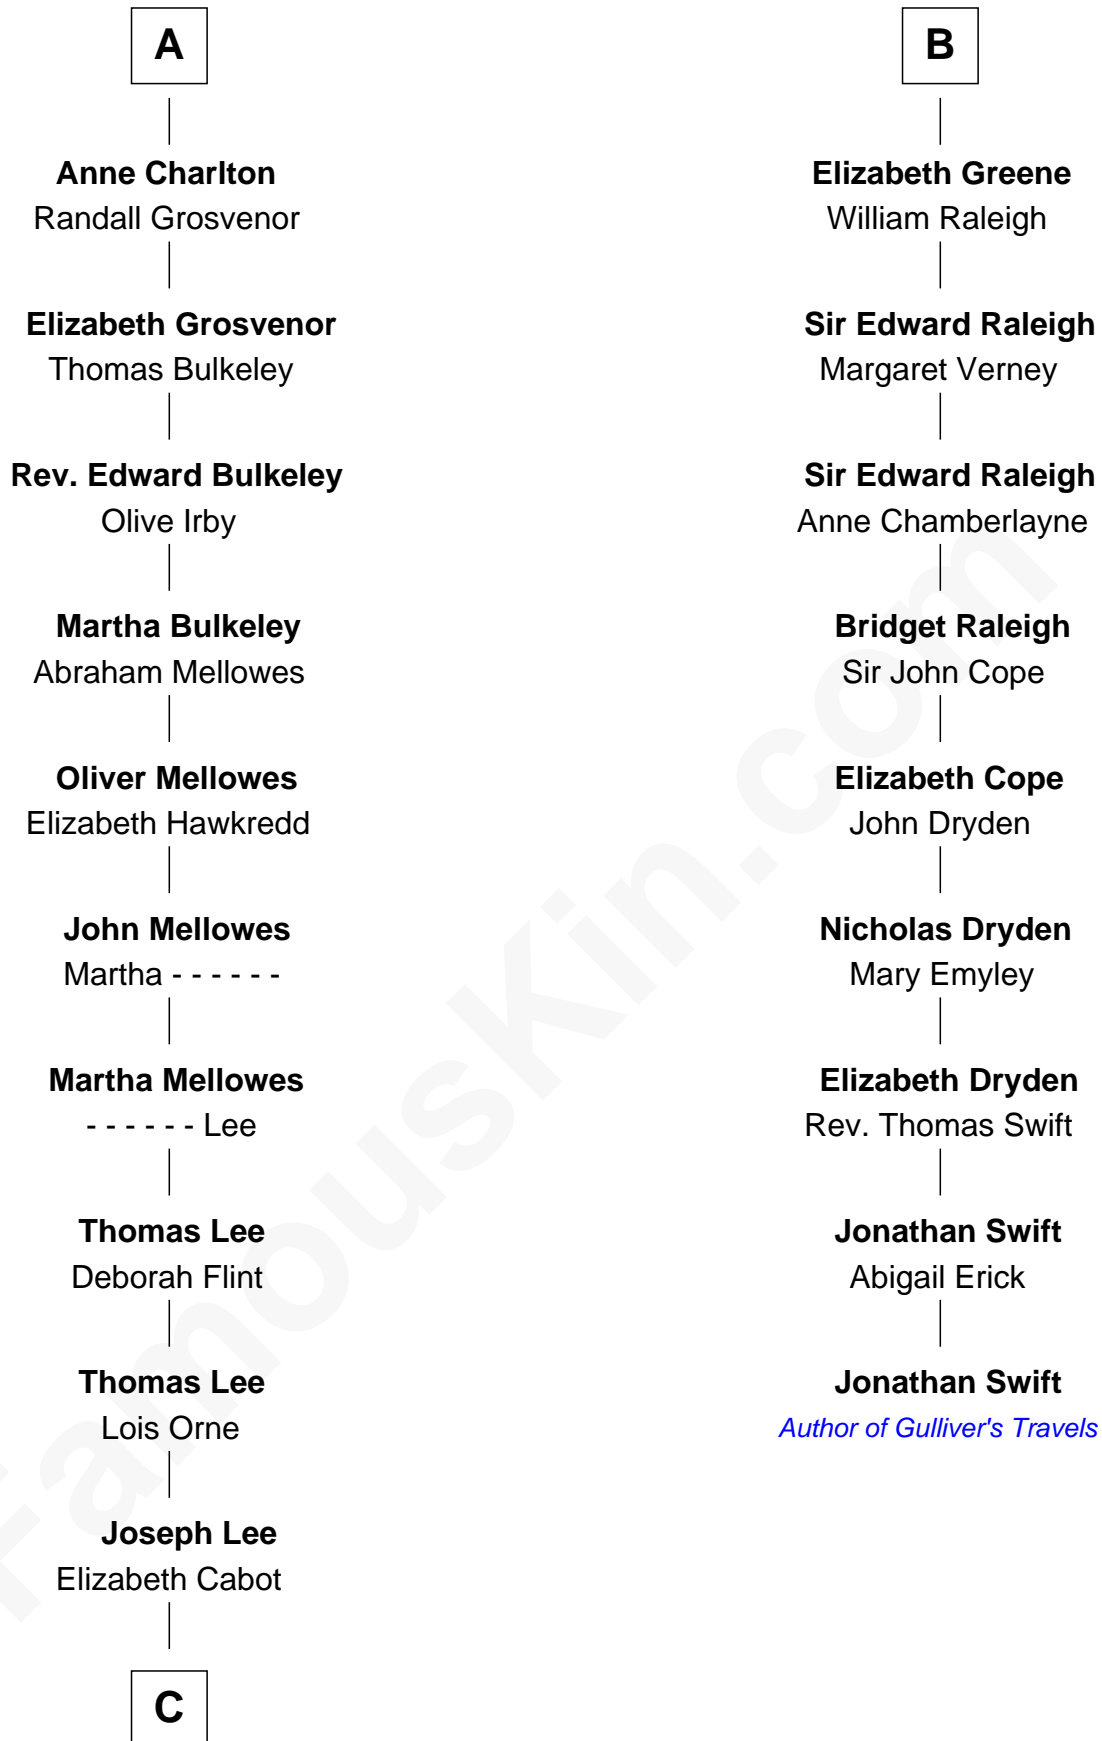 A
Anne Charlton
Randall Grosvenor
Elizabeth Grosvenor
Thomas Bulkeley
Rev. Edward Bulkeley
Olive Irby
Martha Bulkeley
Abraham Mellowes
Oliver Mellowes
Elizabeth Hawkredd
John Mellowes
Martha - - - - - -
Martha Mellowes
- - - - - - Lee
Thomas Lee
Deborah Flint
Thomas Lee
Lois Orne
Joseph Lee
Elizabeth Cabot
C
B
Elizabeth Greene
William Raleigh
Sir Edward Raleigh
Margaret Verney
Sir Edward Raleigh
Anne Chamberlayne
Bridget Raleigh
Sir John Cope
Elizabeth Cope
John Dryden
Nicholas Dryden
Mary Emyley
Elizabeth Dryden
Rev. Thomas Swift
Jonathan Swift
Abigail Erick
Jonathan Swift
Author of Gulliver's Travels
FamousKin.com